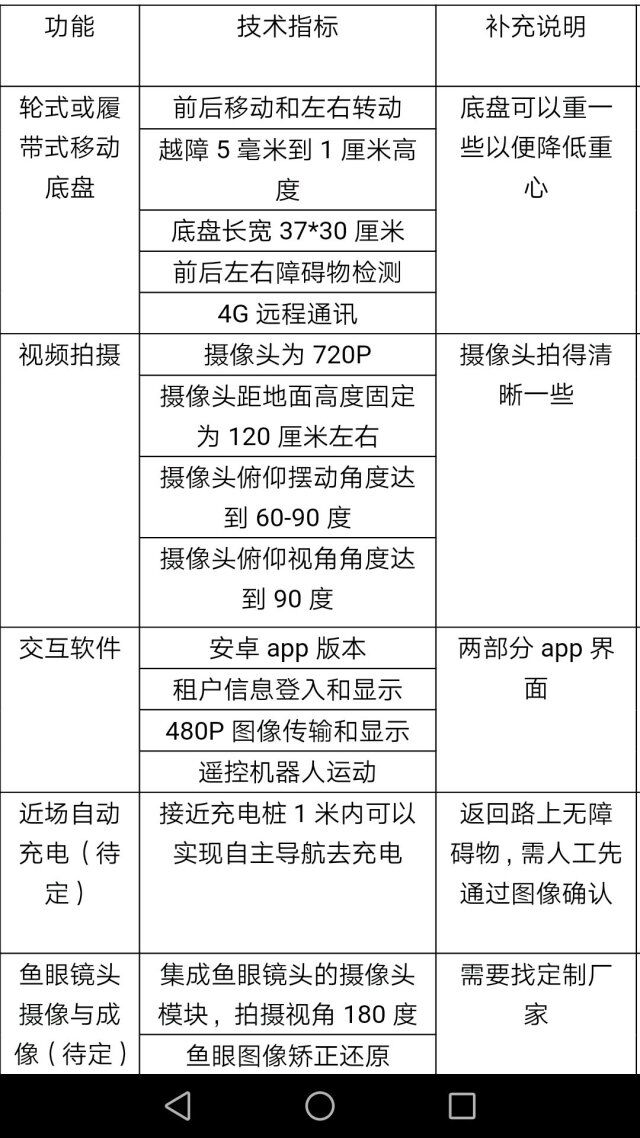 功能
技术指标
补充说明
轮式或履
带式移动
底盘
前后移动和左右转动
越障 5 毫米到 1 厘米高
度
底盘长宽 37*30 厘米
前后左右障碍物检测
4G 远程通讯
底盘可以重一
些以便降低重
心
视频拍摄
摄像头为 720P
摄像头距地面高度固定
为 120 厘米左右
摄像头俯仰摆动角度达
到 60-90 度
摄像头俯仰视角角度达
到 90 度
摄像头拍得清
晰一些
交互软件
安卓 app 版本
租户信息登入和显示
480P 图像传输和显示
遥控机器人运动
两部分 app 界
面
近场自动
充电（待
定）
接近充电桩 1 米内可以
实现自主导航去充电
返回路上无障
碍物，需人工先
通过图像确认
鱼眼镜头
摄像与成
像（待定）
集成鱼眼镜头的摄像头
模块，拍摄视角 180 度
鱼眼图像矫正还原
需要找定制厂
家